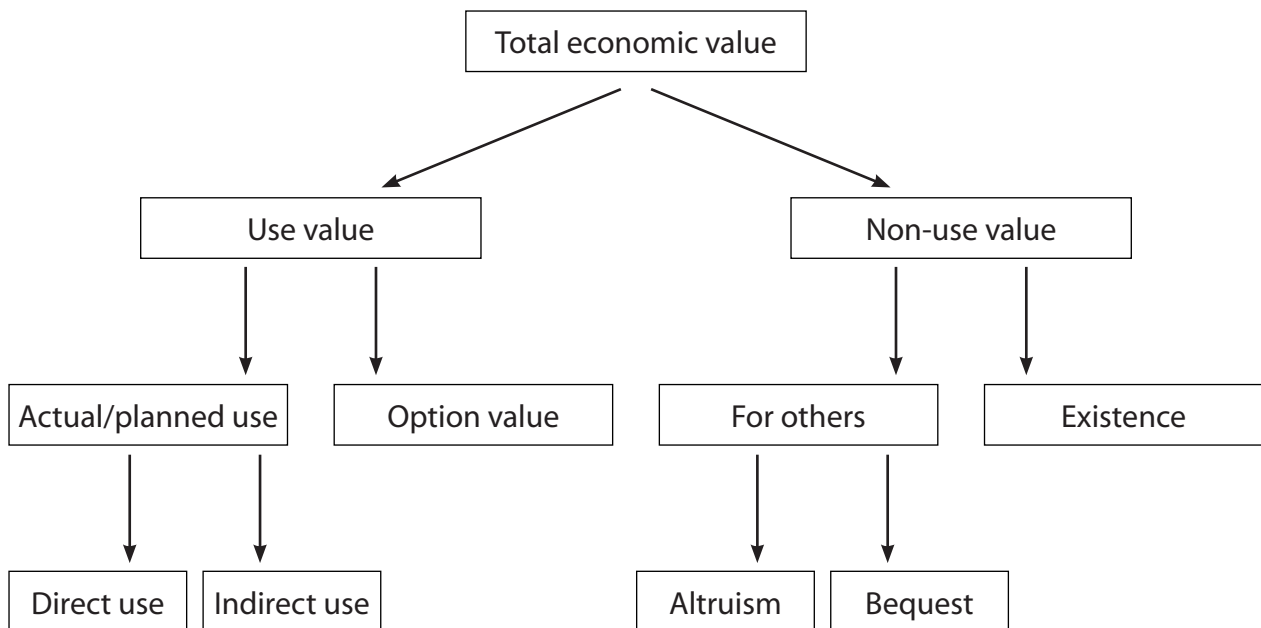 Total economic value
Use value
Non-use value
Actual/planned use
Option value
For others
Existence
Direct use
Indirect use
Altruism
Bequest